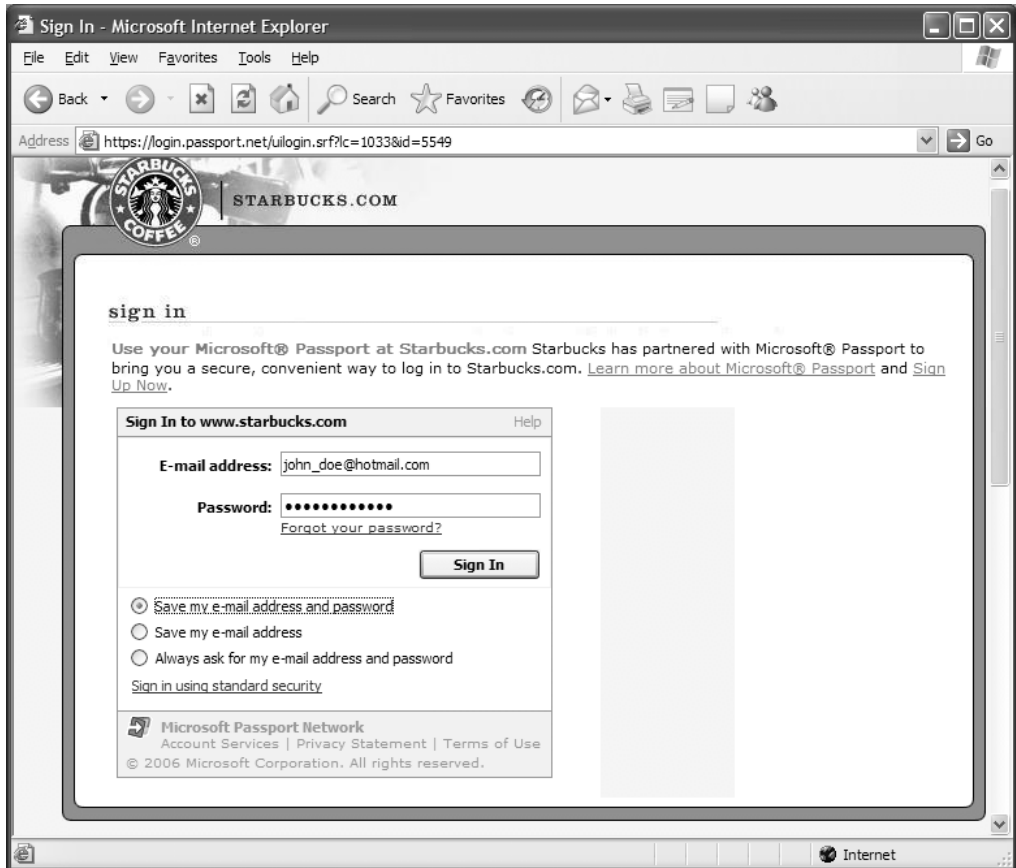 Sign In - Microsoft Internet Explorer
File Edit View Favorites Tools Help
Back Search Favorites
Address https://login.passport.net/uilogin.srf?lc=1033&id=5549 Go
STARBUCKS COFFEE ®
STARBUCKS.COM
sign in
Use your Microsoft® Passport at Starbucks.com Starbucks has partnered with Microsoft® Passport to
bring you a secure, convenient way to log in to Starbucks.com. Learn more about Microsoft® Passport and Sign
Up Now.
Sign In to www.starbucks.com Help
E-mail address: john_doe@hotmail.com
Password: ••••••••••••
Forgot your password?
Sign In
Save my e-mail address and password
Save my e-mail address
Always ask for my e-mail address and password
Sign in using standard security
Microsoft Passport Network
Account Services | Privacy Statement | Terms of Use
© 2006 Microsoft Corporation. All rights reserved.
Internet